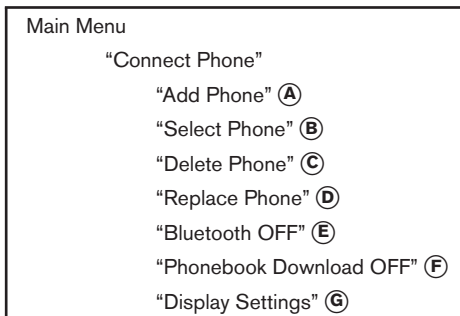 Main Menu
“Connect Phone”
“Add Phone” Ⓐ
“Select Phone” Ⓑ
“Delete Phone” Ⓒ
“Replace Phone” Ⓓ
“Bluetooth OFF” Ⓔ
“Phonebook Download OFF” Ⓕ
“Display Settings” Ⓖ